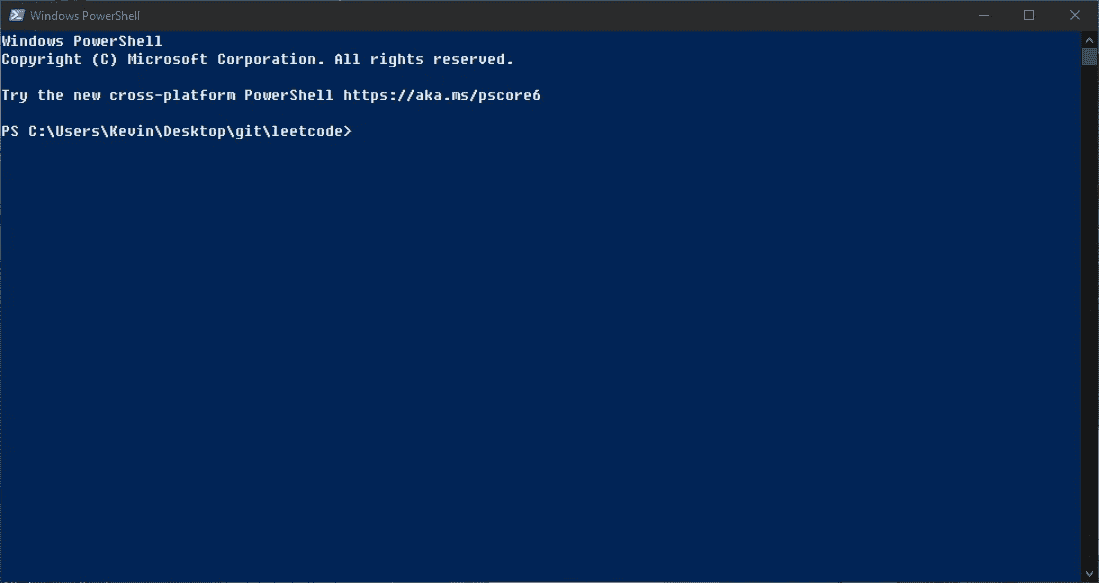 Windows PowerShell
Windows PowerShell
Copyright (C) Microsoft Corporation. All rights reserved.
Try the new cross-platform PowerShell https://aka.ms/pscore6
PS C:\Users\Kevin\Desktop\git\leetcode>